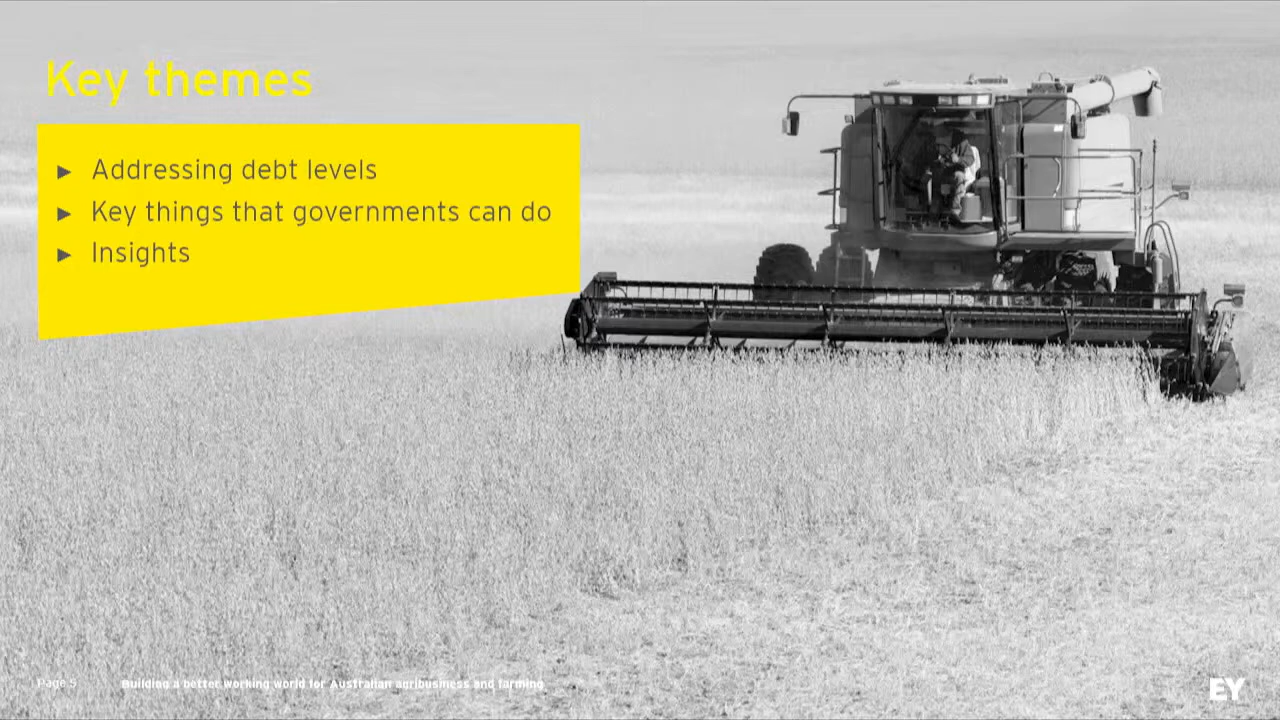 Key themes
► Addressing debt levels
► Key things that governments can do
► Insights
Page 5 Building a better working world for Australian agribusiness and farming
EY